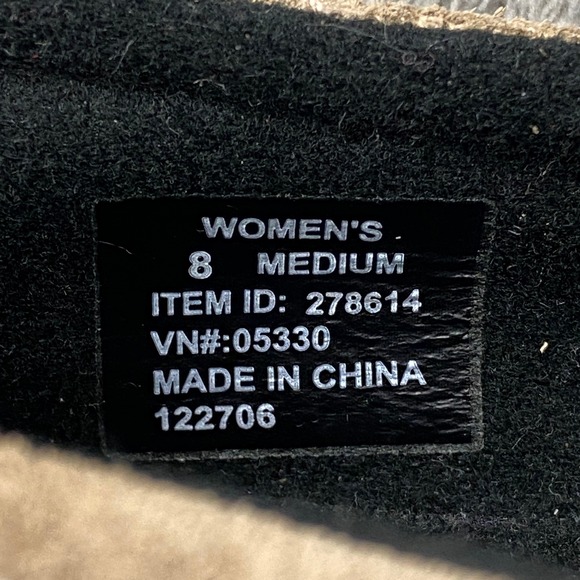 WOMEN'S
8 MEDIUM
ITEM ID: 278614
VN#:05330
MADE IN CHINA
122706